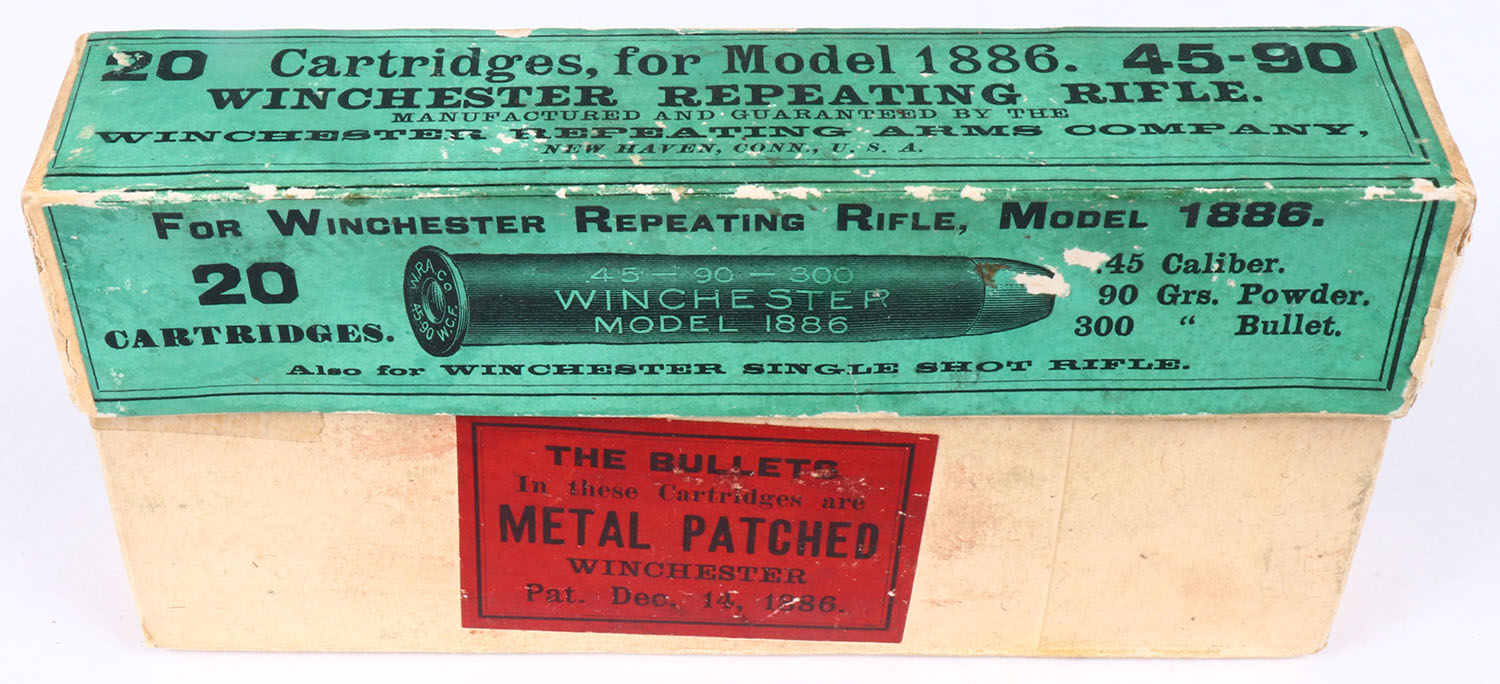 20 Cartridges, for Model 1886. 45-90
WINCHESTER REPEATING RIFLE.
MANUFACTURED AND GUARANTEED BY THE
WINCHESTER REPEATING ARMS COMPANY,
NEW HAVEN, CONN., U. S. A.
FOR WINCHESTER REPEATING RIFLE, MODEL 1886.
20
CARTRIDGES.
W.R.A. CO.
45-90 W.C.F.
.45-90-300
WINCHESTER
MODEL 1886
.45 Caliber.
90 Grs. Powder.
300 " Bullet.
Also for WINCHESTER SINGLE SHOT RIFLE.
THE BULLETS
In these Cartridges are
METAL PATCHED
WINCHESTER
Pat. Dec. 14, 1886.